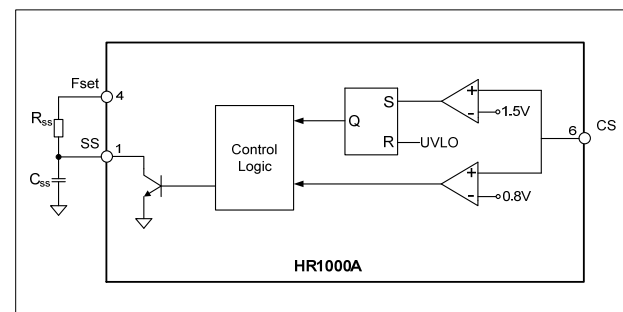 Fset
4
Rss
SS
1
Css
Control
Logic
Q
S
R
UVLO
+
-
1.5V
+
-
0.8V
6
CS
HR1000A